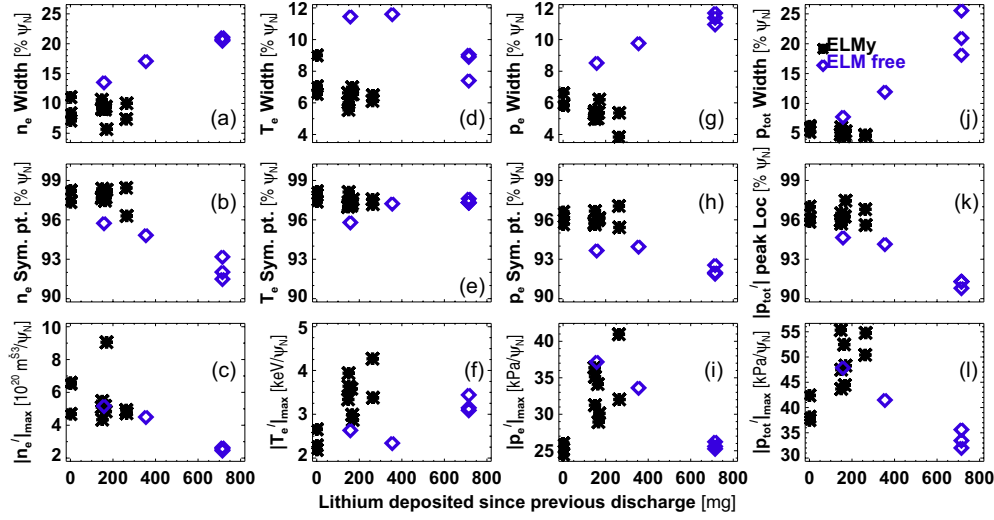 n_e Width [% ψ_N]
25
20
15
10
5
(a)
T_e Width [% ψ_N]
12
10
8
6
4
(d)
p_e Width [% ψ_N]
12
10
8
6
4
(g)
p_tot Width [% ψ_N]
25
20
15
10
5
ELMy
ELM free
(j)
n_e Sym. pt. [% ψ_N]
99
96
93
90
(b)
T_e Sym. pt. [% ψ_N]
99
96
93
90
(e)
p_e Sym. pt. [% ψ_N]
99
96
93
90
(h)
|p_tot'| peak Loc [% ψ_N]
99
96
93
90
(k)
|n_e'|_max [10^20 m^Š3/ψ_N]
10
8
6
4
2
(c)
0 200 400 600 800
|T_e'|_max [keV/ψ_N]
6
5
4
3
2
(f)
0 200 400 600 800
|p_e'|_max [kPa/ψ_N]
40
35
30
25
(i)
0 200 400 600 800
|p_tot'|_max [kPa/ψ_N]
55
50
45
40
35
30
(l)
0 200 400 600 800
Lithium deposited since previous discharge [mg]